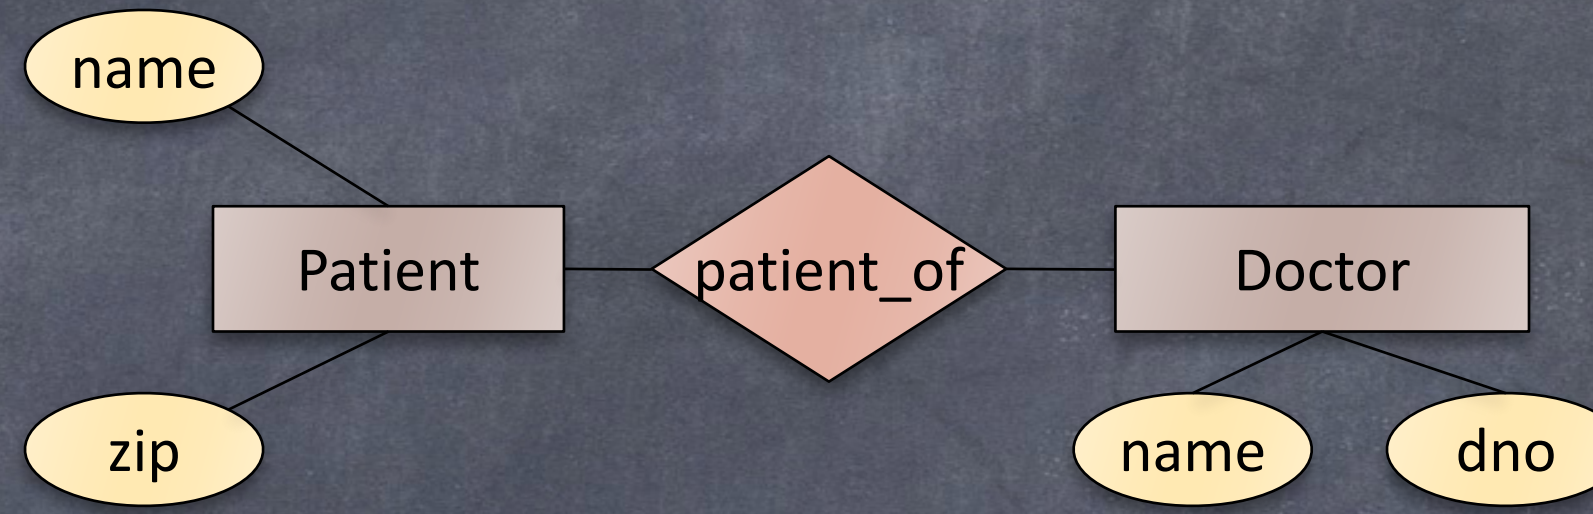 name
Patient
patient_of
Doctor
zip
name
dno